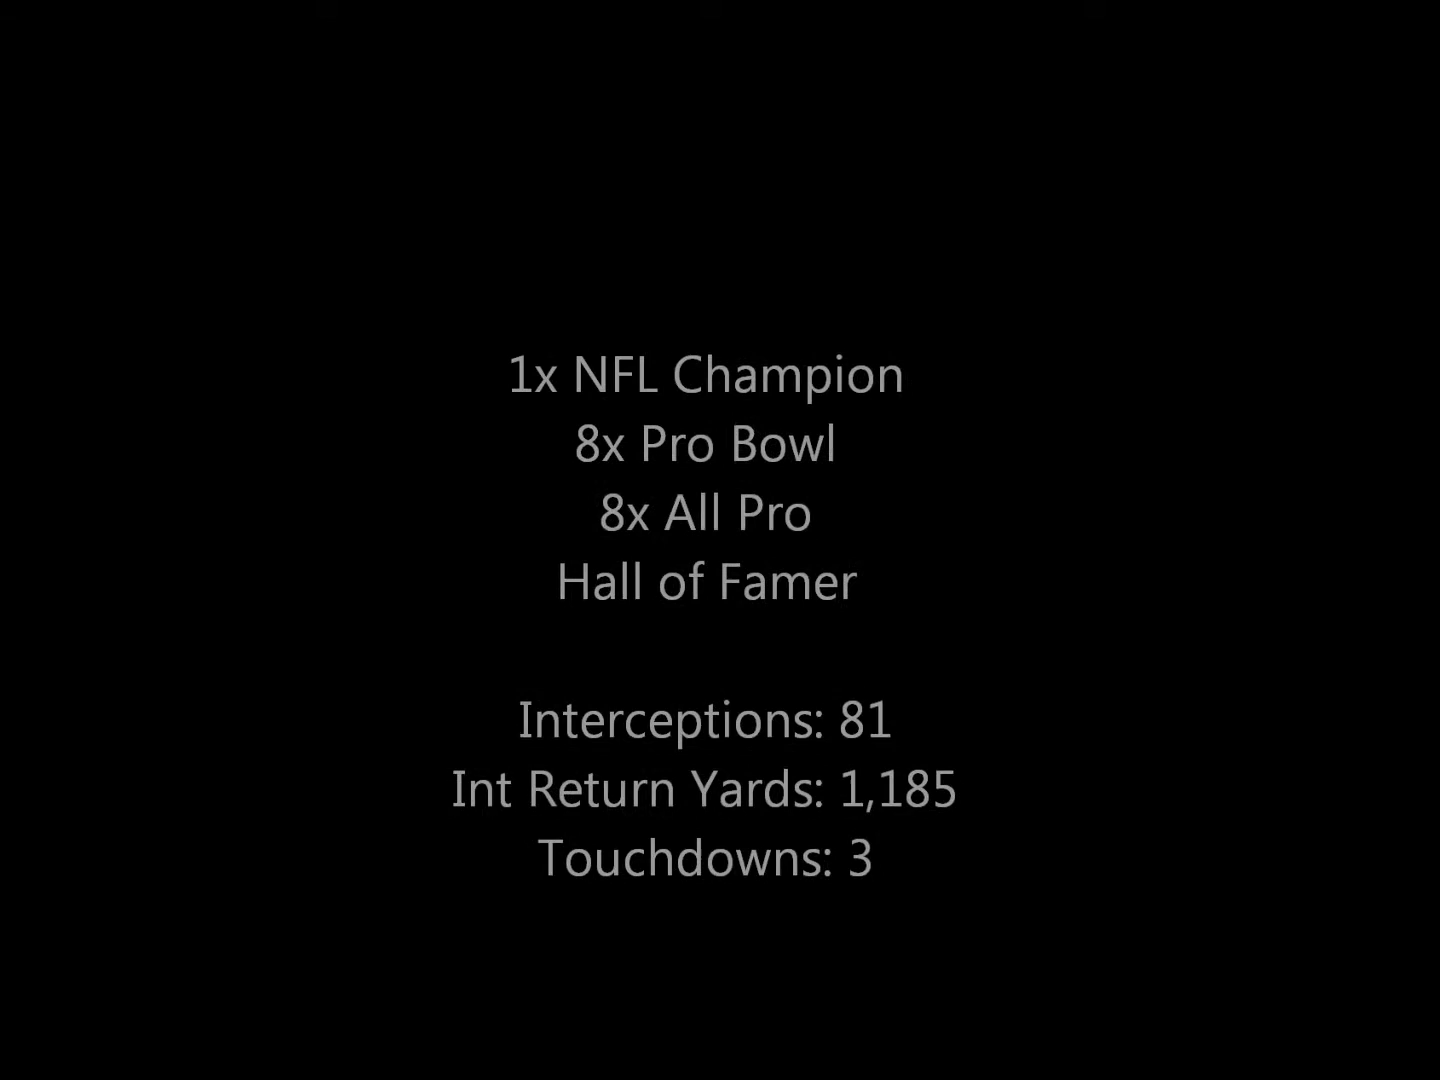 1x NFL Champion
8x Pro Bowl
8x All Pro
Hall of Famer
Interceptions: 81
Int Return Yards: 1,185
Touchdowns: 3